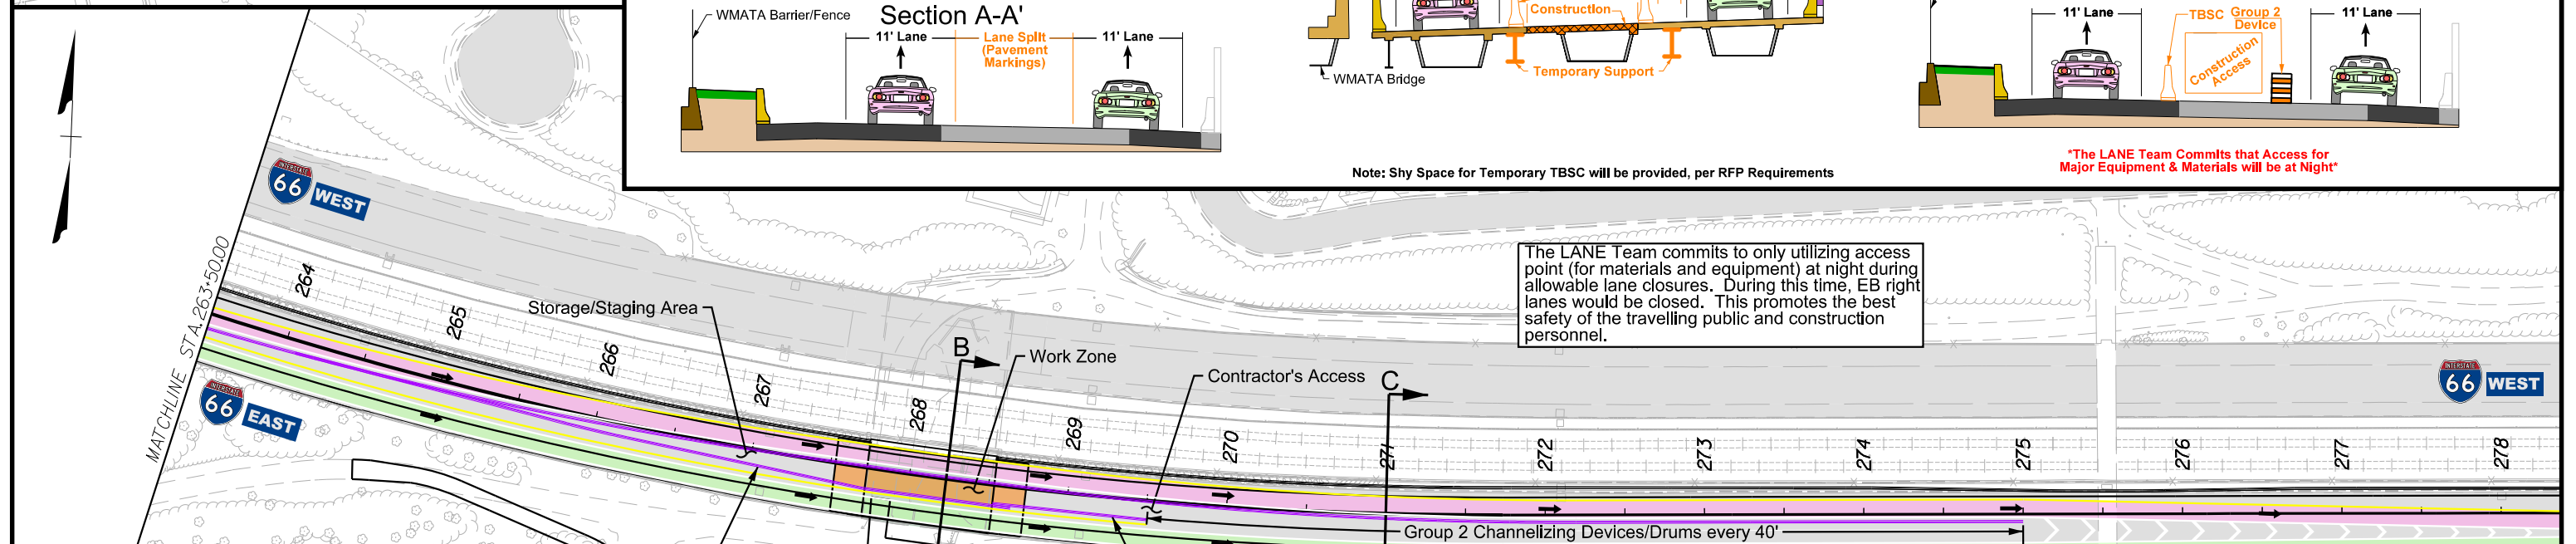 WMATA Barrier/Fence
Section A-A'
11' Lane
Lane Split
(Pavement
Markings)
11' Lane
Construction
Temporary Support
WMATA Bridge
Note: Shy Space for Temporary TBSC will be provided, per RFP Requirements
11' Lane
TBSC
Group 2
Device
Construction
Access
11' Lane
*The LANE Team Commits that Access for
Major Equipment & Materials will be at Night*
INTERSTATE
66
WEST
MATCHLINE STA.263+50.00
The LANE Team commits to only utilizing access
point (for materials and equipment) at night during
allowable lane closures. During this time, EB right
lanes would be closed. This promotes the best
safety of the travelling public and construction
personnel.
Storage/Staging Area
B
Work Zone
Contractor's Access
C
INTERSTATE
66
WEST
INTERSTATE
66
EAST
264
265
266
267
268
269
270
271
272
273
274
275
276
277
278
Group 2 Channelizing Devices/Drums every 40'